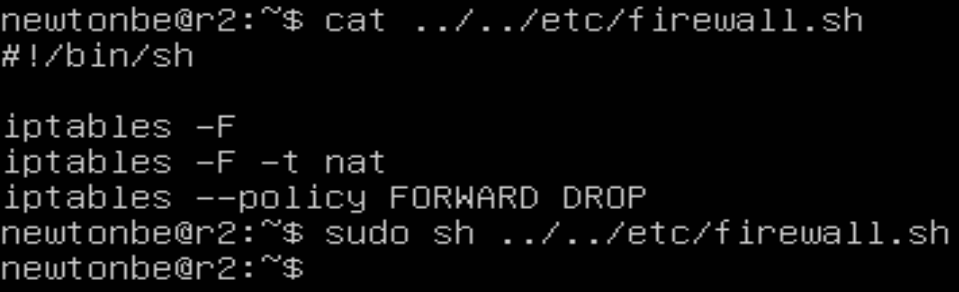 newtonbe@r2:~$ cat ../../etc/firewall.sh
#!/bin/sh
iptables -F
iptables -F -t nat
iptables --policy FORWARD DROP
newtonbe@r2:~$ sudo sh ../../etc/firewall.sh
newtonbe@r2:~$